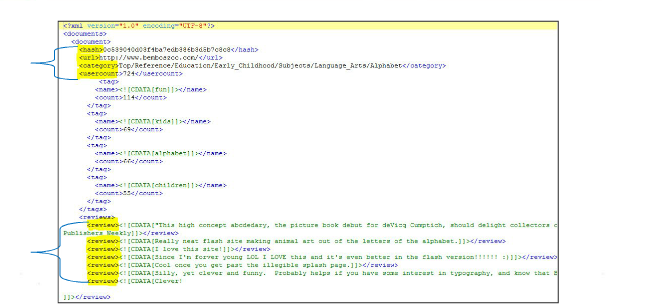 <?xml version="1.0" encoding="UTF-8"?>
<documents>
<document>
<hash></hash>
<url>http://www.bembozoo.com/</url>
<category>Top/Reference/Education/Early_Childhood/Subjects/Language_Arts/Alphabet</category>
<usercount>724</usercount>
<tag>
<name><![CDATA[fun]]></name>
<count>114</count>
</tag>
<tag>
<name><![CDATA[kids]]></name>
<count>69</count>
</tag>
<tag>
<name><![CDATA[alphabet]]></name>
<count>66</count>
</tag>
<tag>
<name><![CDATA[children]]></name>
<count>55</count>
</tag>
</tags>
<reviews>
<review><![CDATA["This high concept abcdedary, the picture book debut for deVicq Cumptich, should delight collectors o
Publishers Weekly]]></review>
<review><![CDATA[Really neat flash site making animal art out of the letters of the alphabet.]]></review>
<review><![CDATA[I love this site!]]></review>
<review><![CDATA[Since I'm forver young LOL I LOVE this and it's even better in the flash version!!!!!! :)]]></review>
<review><![CDATA[Cool once you get past the illegible splash page.]]></review>
<review><![CDATA[Silly, yet clever and funny. Probably helps if you have some interest in typography, and know that
<review><![CDATA[Clever!
]]></review>